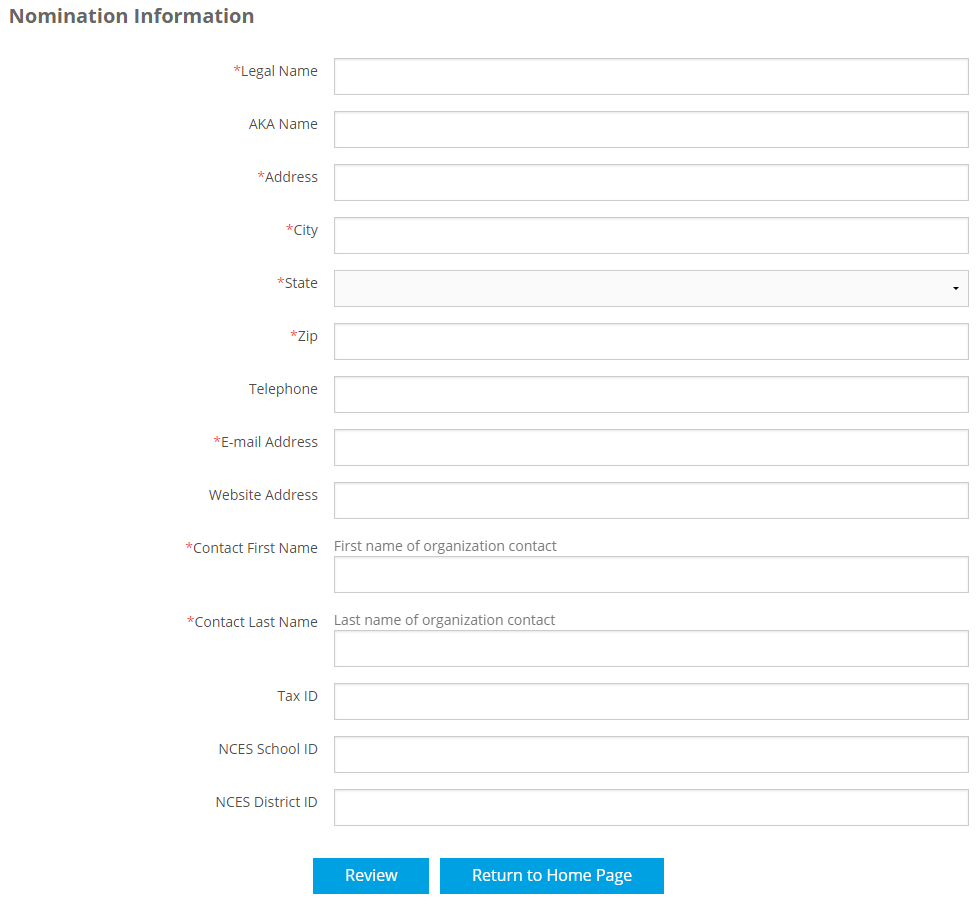 Nomination Information
*Legal Name
AKA Name
*Address
*City
*State
*Zip
Telephone
*E-mail Address
Website Address
*Contact First Name First name of organization contact
*Contact Last Name Last name of organization contact
Tax ID
NCES School ID
NCES District ID
Review Return to Home Page